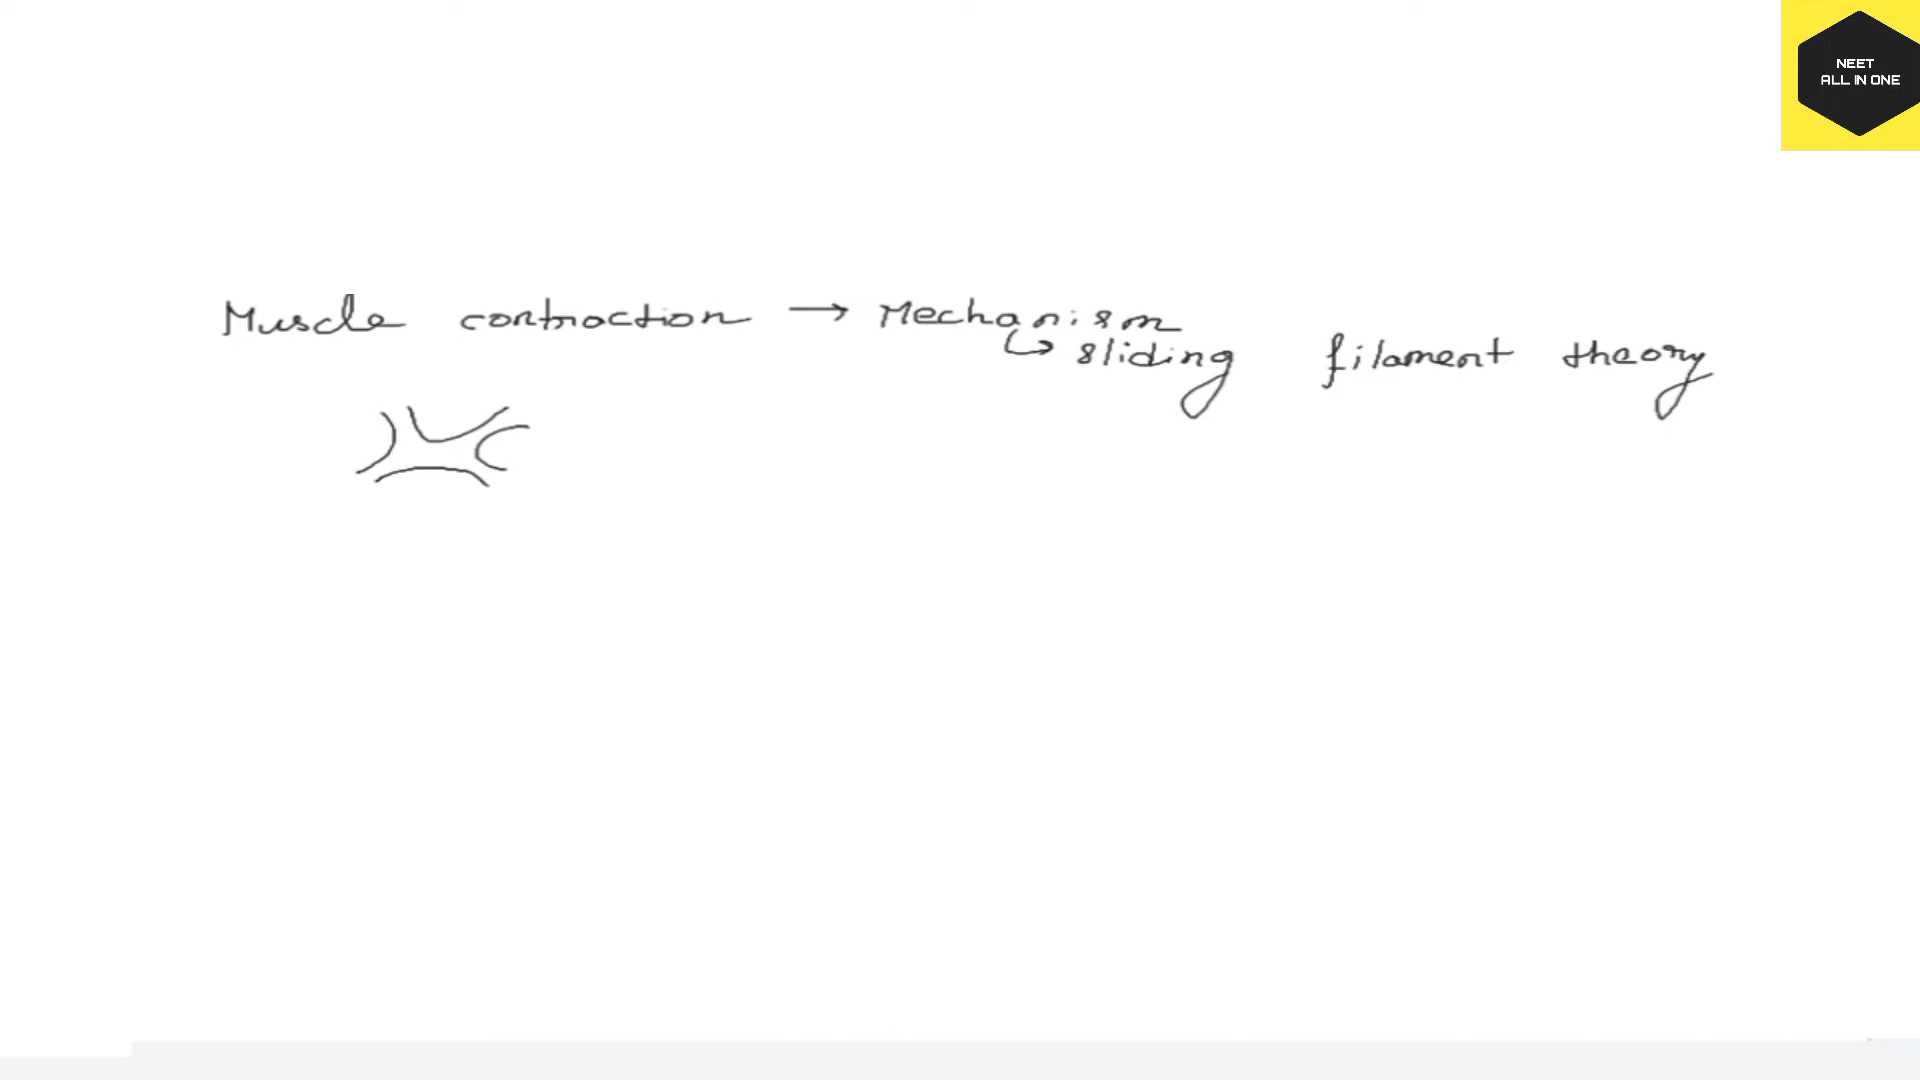 NEET
ALL IN ONE
Muscle contraction → Mechanism
↳ sliding filament theory